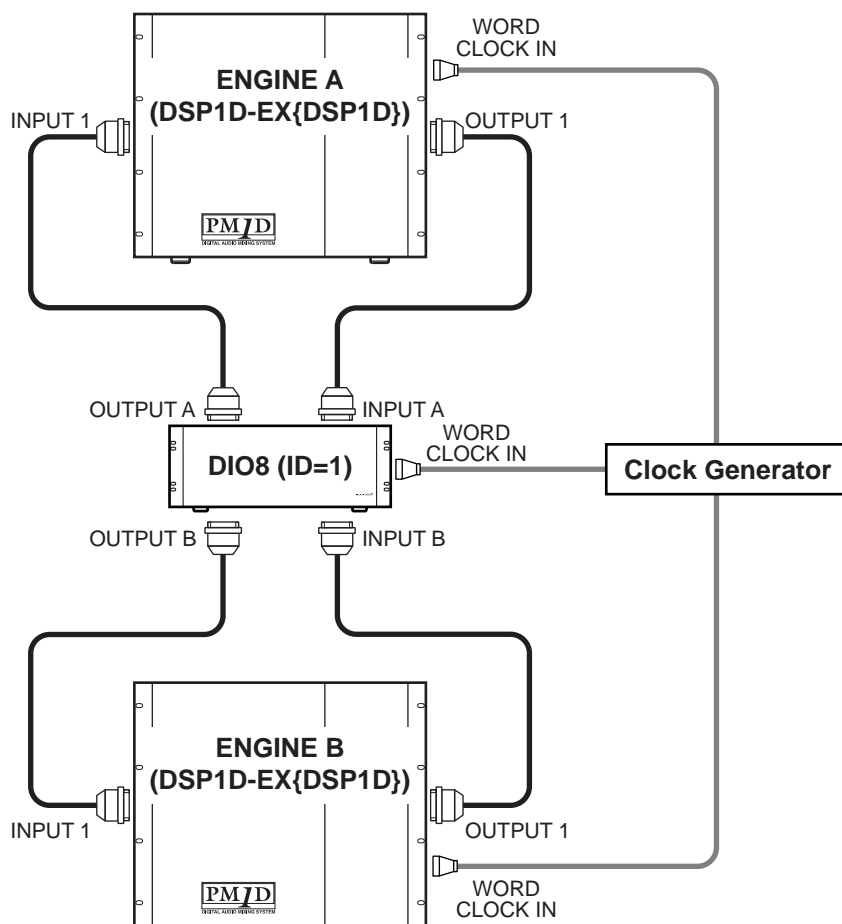 WORD
CLOCK IN
ENGINE A
(DSP1D-EX{DSP1D})
INPUT 1
OUTPUT 1
PM1D
DIGITAL AUDIO MIXING SYSTEM
OUTPUT A
INPUT A
DIO8 (ID=1)
WORD
CLOCK IN
Clock Generator
OUTPUT B
INPUT B
ENGINE B
(DSP1D-EX{DSP1D})
INPUT 1
OUTPUT 1
PM1D
DIGITAL AUDIO MIXING SYSTEM
WORD
CLOCK IN